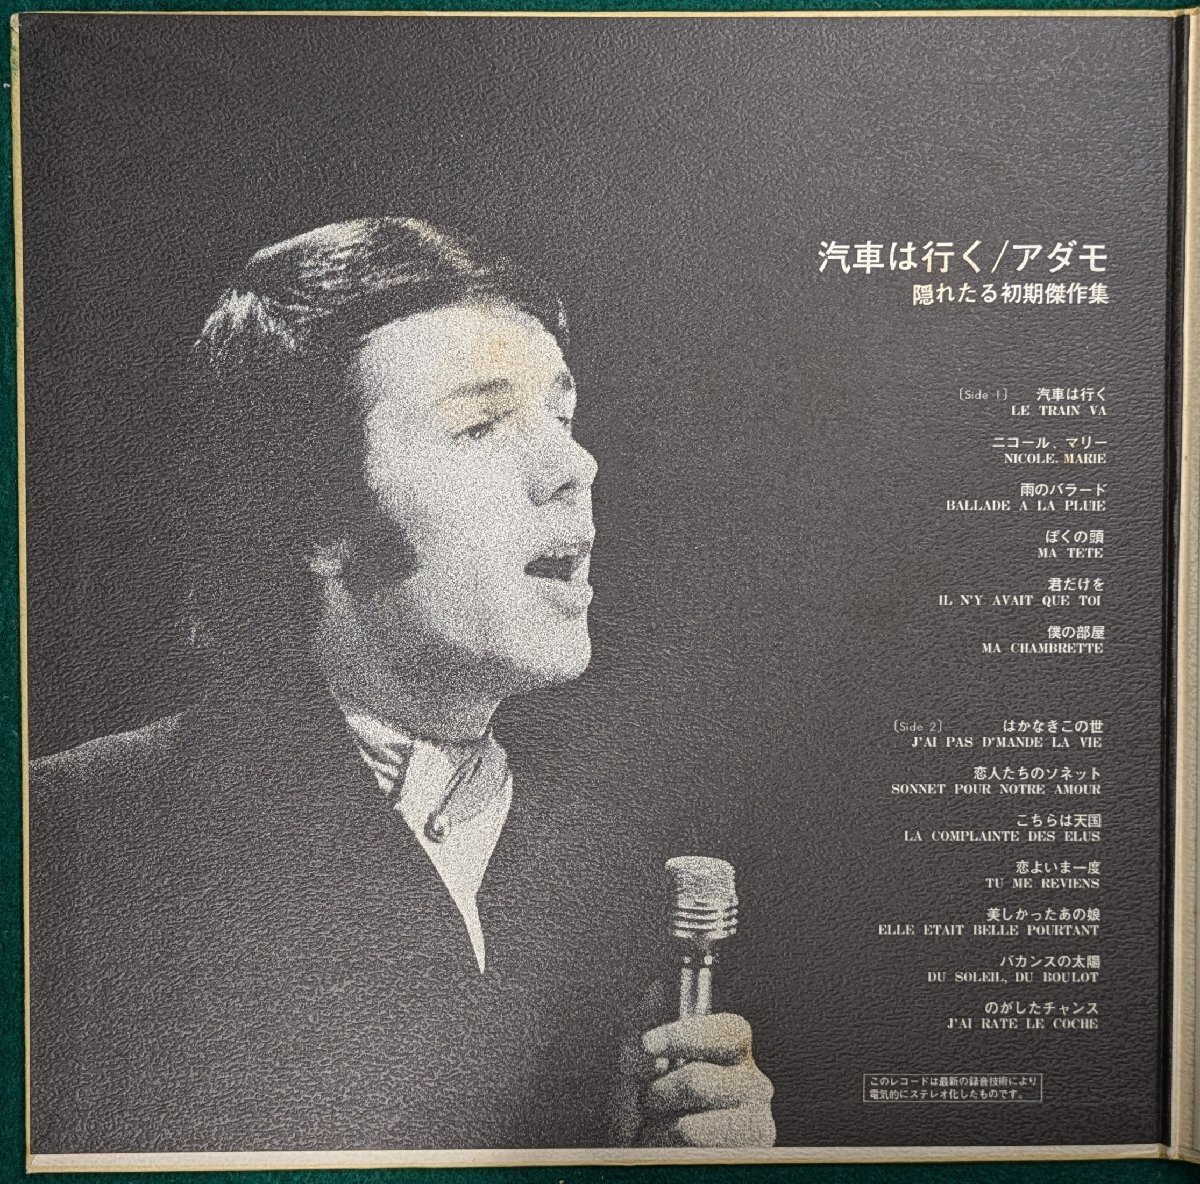 汽車は行く/アダモ
隠れたる初期傑作集
〔Side 1〕 汽車は行く
LE TRAIN VA
ニコール、マリー
NICOLE. MARIE
雨のバラード
BALLADE A LA PLUIE
ぼくの頭
MA TETE
君だけを
IL N'Y AVAIT QUE TOI
僕の部屋
MA CHAMBRETTE
〔Side 2〕 はかなきこの世
J'AI PAS D'MANDE LA VIE
恋人たちのソネット
SONNET POUR NOTRE AMOUR
こちらは天国
LA COMPLAINTE DES ELUS
恋よいま一度
TU ME REVIENS
美しかったあの娘
ELLE ETAIT BELLE POURTANT
バカンスの太陽
DU SOLEIL, DU BOULOT
のがしたチャンス
J'AI RATE LE COCHE
このレコードは最新の録音技術により
電気的にステレオ化したものです。